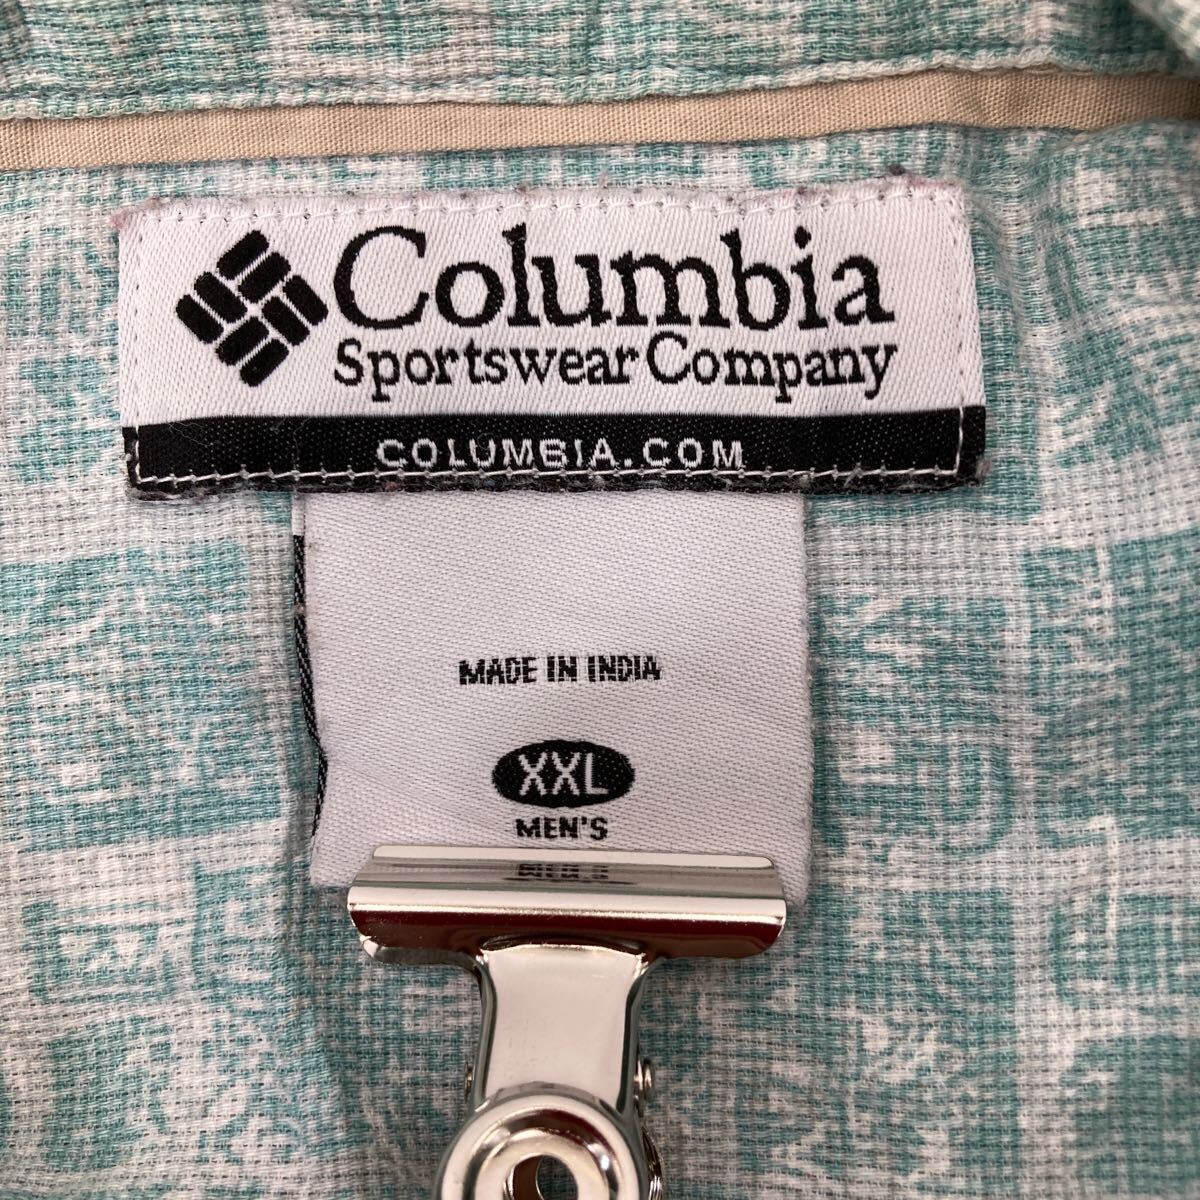 Columbia
Sportswear Company
COLUMBIA.COM
MADE IN INDIA
XXL
MEN'S